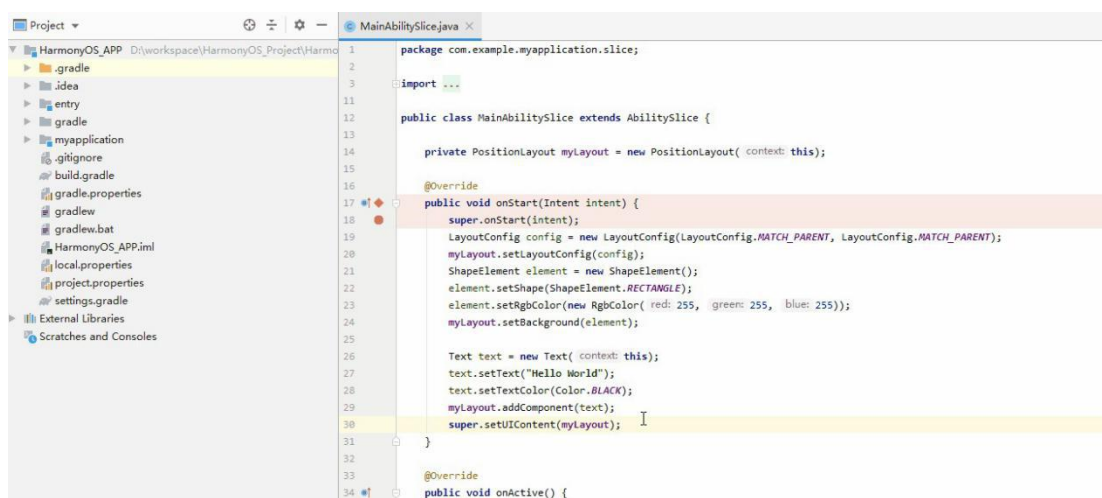 Project
HarmonyOS_APP D:\workspace\HarmonyOS_Project\Harmo
.gradle
.idea
entry
gradle
myapplication
.gitignore
build.gradle
gradle.properties
gradlew
gradlew.bat
HarmonyOS_APP.iml
local.properties
project.properties
settings.gradle
External Libraries
Scratches and Consoles
MainAbilitySlice.java
1 package com.example.myapplication.slice;
2
3 import ...
11
12 public class MainAbilitySlice extends AbilitySlice {
13
14 private PositionLayout myLayout = new PositionLayout( context: this);
15
16 @Override
17 public void onStart(Intent intent) {
18 super.onStart(intent);
19 LayoutConfig config = new LayoutConfig(LayoutConfig.MATCH_PARENT, LayoutConfig.MATCH_PARENT);
20 myLayout.setLayoutConfig(config);
21 ShapeElement element = new ShapeElement();
22 element.setShape(ShapeElement.RECTANGLE);
23 element.setRgbColor(new RgbColor( red: 255, green: 255, blue: 255));
24 myLayout.setBackground(element);
25
26 Text text = new Text( context: this);
27 text.setText("Hello World");
28 text.setTextColor(Color.BLACK);
29 myLayout.addComponent(text);
30 super.setUIContent(myLayout);
31 }
32
33 @Override
34 public void onActive() {